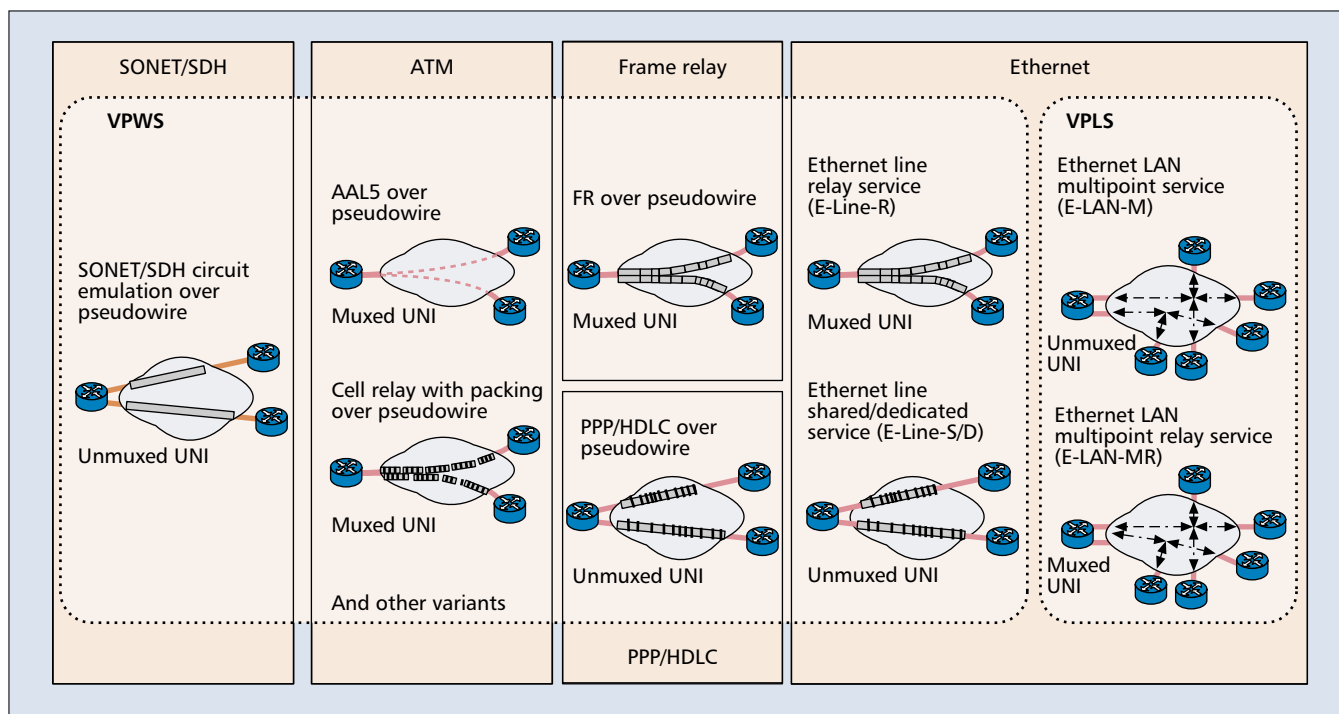 SONET/SDH
ATM
Frame relay
Ethernet
VPWS
VPLS
SONET/SDH circuit
emulation over
pseudowire
Unmuxed UNI
AAL5 over
pseudowire
Muxed UNI
Cell relay with packing
over pseudowire
Muxed UNI
And other variants
FR over pseudowire
Muxed UNI
PPP/HDLC over
pseudowire
Unmuxed UNI
PPP/HDLC
Ethernet line
relay service
(E-Line-R)
Muxed UNI
Ethernet line
shared/dedicated
service (E-Line-S/D)
Unmuxed UNI
Ethernet LAN
multipoint service
(E-LAN-M)
Unmuxed
UNI
Ethernet LAN
multipoint relay service
(E-LAN-MR)
Muxed
UNI